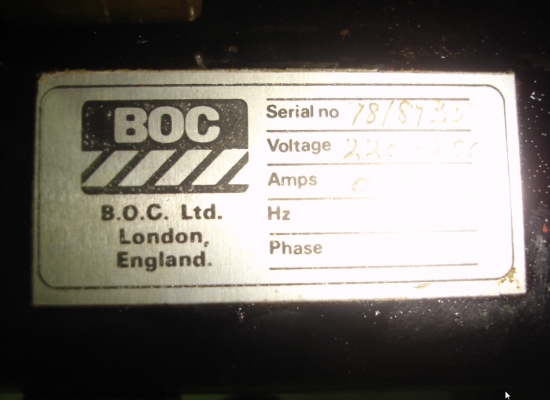 BOC
B.O.C. Ltd.
London,
England.
Serial no
Voltage
Amps
Hz
Phase